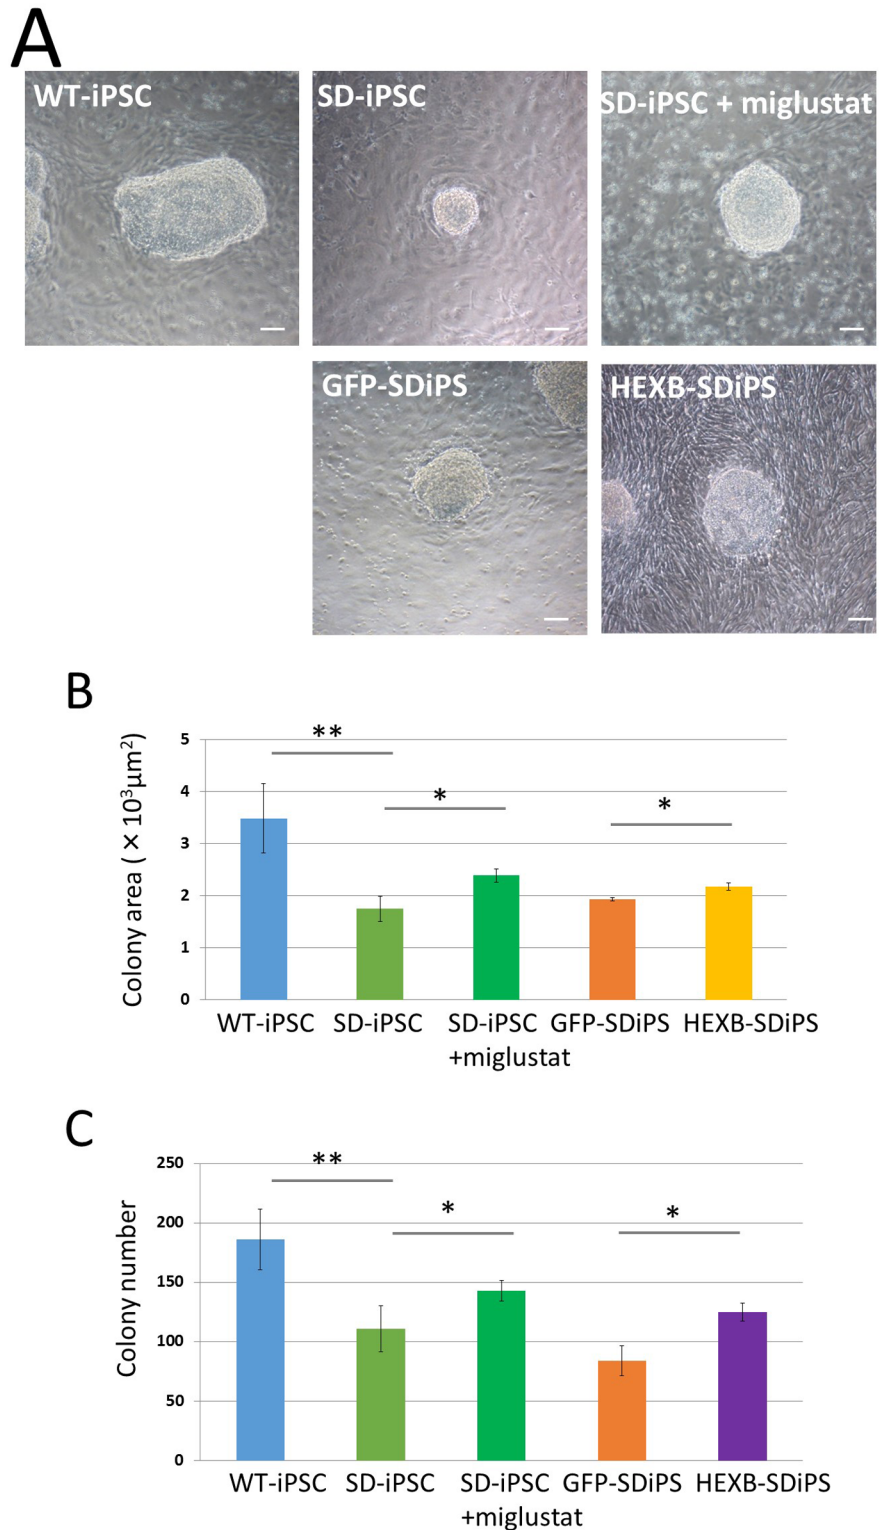 A
WT-iPSC
SD-iPSC
SD-iPSC + miglustat
GFP-SDiPS
HEXB-SDiPS
B
Colony area (×10³μm²)
5
4
3
2
1
0
**
*
*
WT-iPSC
SD-iPSC
SD-iPSC
+miglustat
GFP-SDiPS
HEXB-SDiPS
C
Colony number
250
200
150
100
50
0
**
*
*
WT-iPSC
SD-iPSC
SD-iPSC
+miglustat
GFP-SDiPS
HEXB-SDiPS